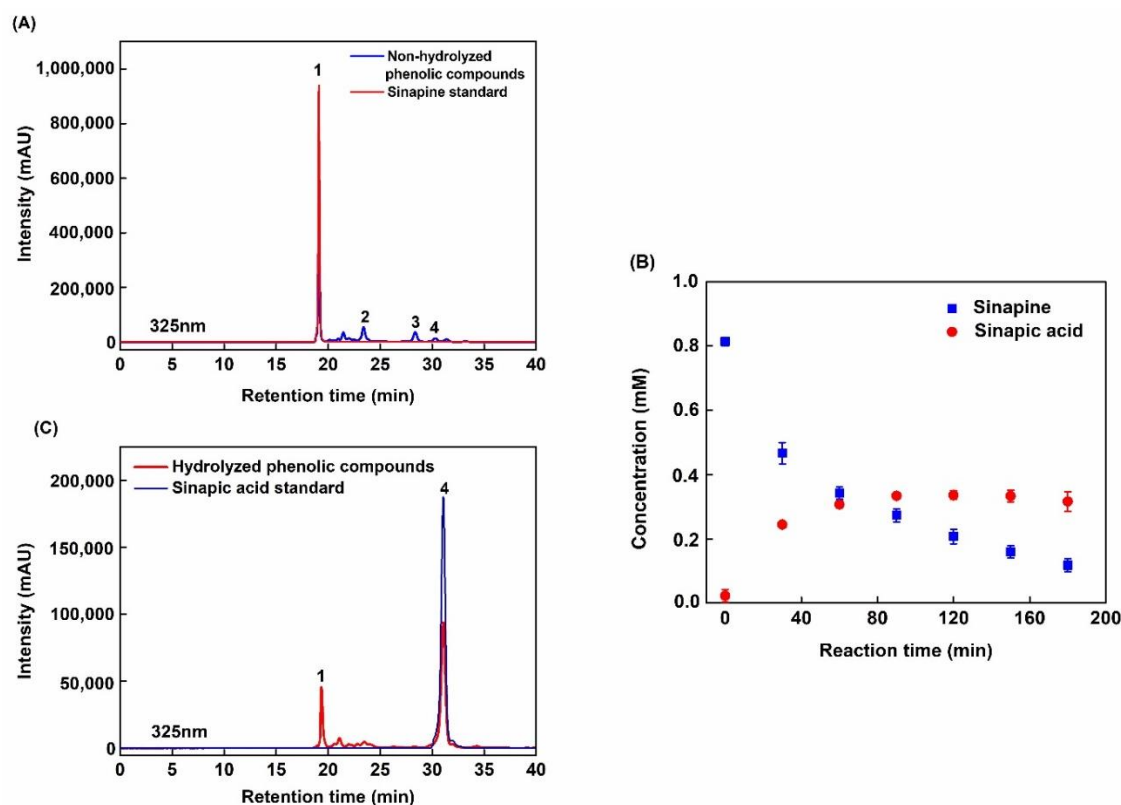 (A)
Non-hydrolyzed
phenolic compounds
Sinapine standard
1
2
3
4
325nm
1,000,000
800,000
600,000
400,000
200,000
0
Intensity (mAU)
0 5 10 15 20 25 30 35 40
Retention time (min)
(B)
Sinapine
Sinapic acid
1.0
0.8
0.6
0.4
0.2
0.0
Concentration (mM)
40 80 120 160 200
Reaction time (min)
(C)
Hydrolyzed phenolic compounds
Sinapic acid standard
4
1
325nm
200,000
150,000
100,000
50,000
0
Intensity (mAU)
0 5 10 15 20 25 30 35 40
Retention time (min)